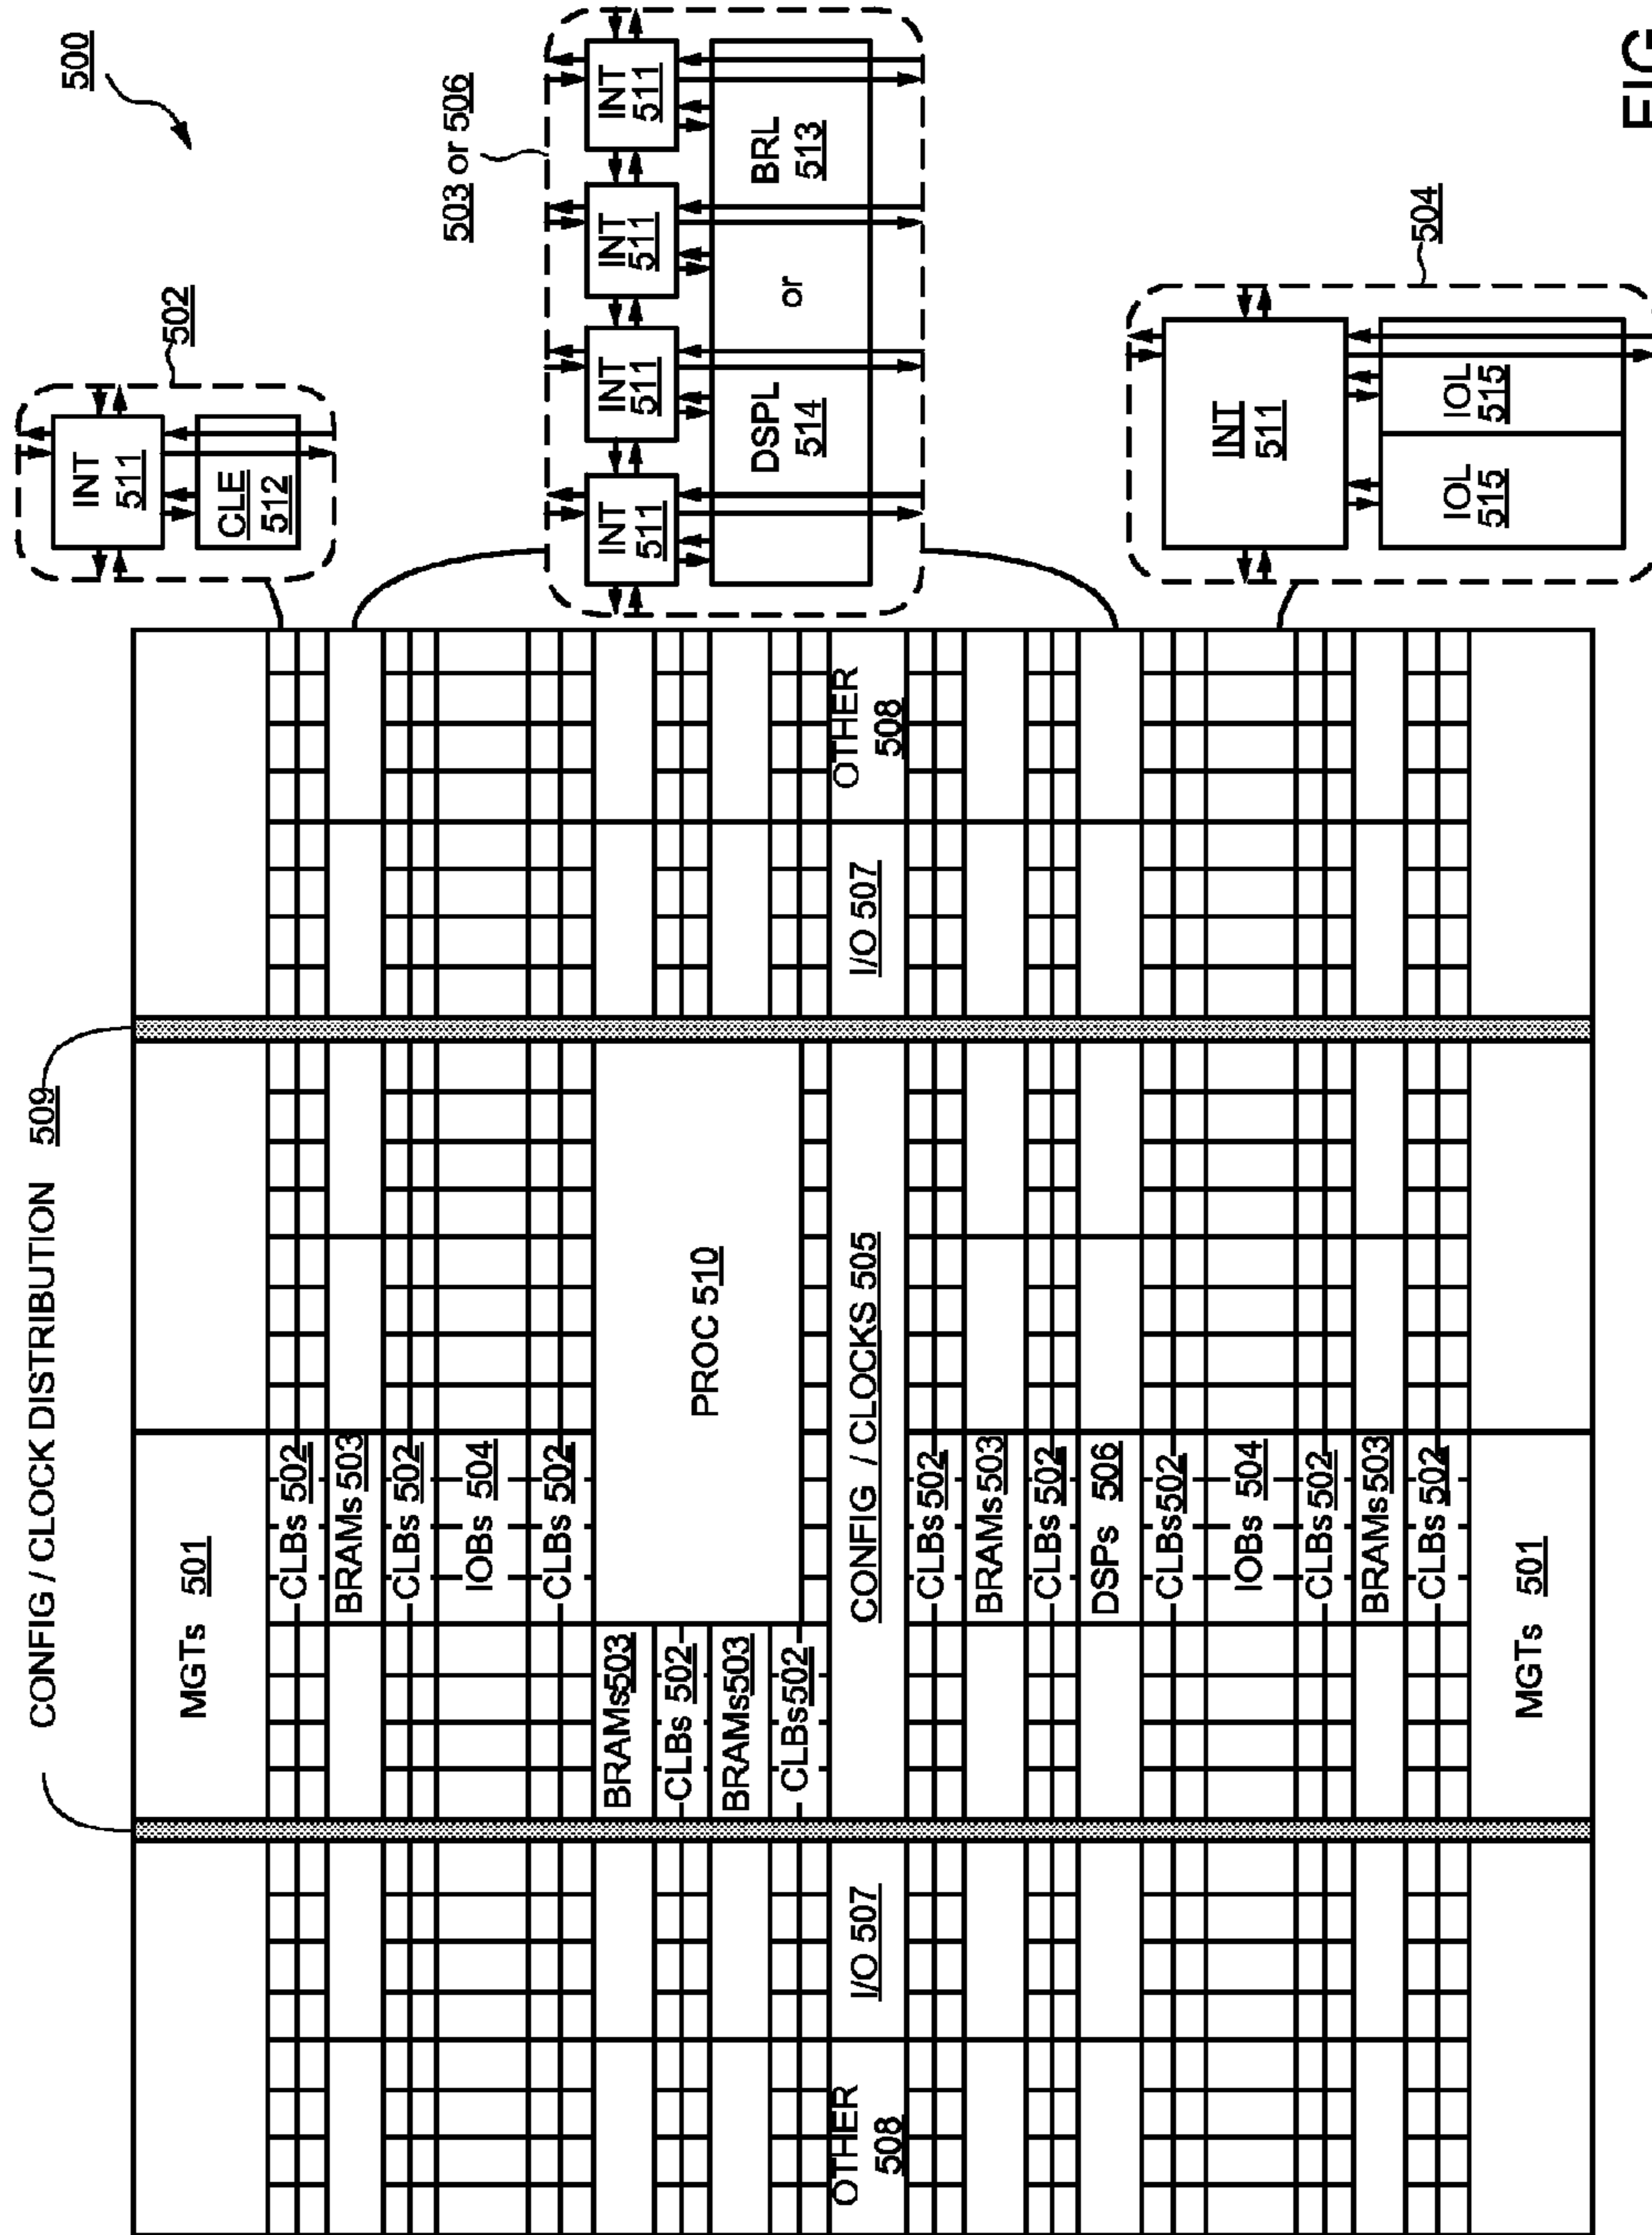 500
CONFIG / CLOCK DISTRIBUTION 509
MGTs 501
CLBs 502
BRAMs 503
CLBs 502
IOBs 504
CLBs 502
BRAMs 503
CLBs 502
BRAMs 503
CLBs 502
PROC 510
OTHER
508
I/O 507
CONFIG / CLOCKS 505
I/O 507
OTHER
508
CLBs 502
BRAMs 503
CLBs 502
DSPs 506
CLBs 502
IOBs 504
CLBs 502
BRAMs 503
CLBs 502
MGTs 501
502
INT
511
CLE
512
503 or 506
INT
511
INT
511
INT
511
INT
511
DSPL
514
or
BRL
513
504
INT
511
IOL
515
IOL
515
FIG